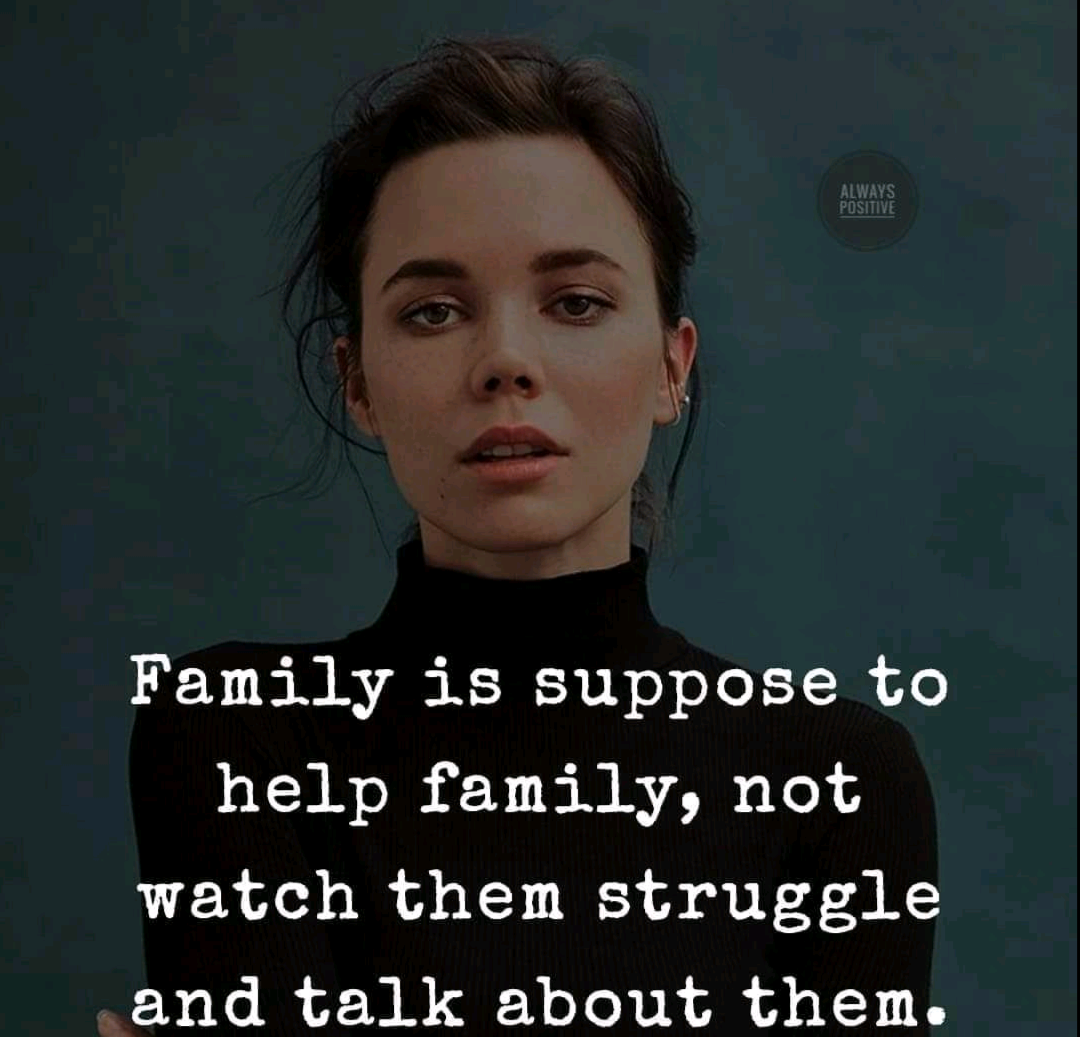 ALWAYS
POSITIVE
Family is suppose to
help family, not
watch them struggle
and talk about them.